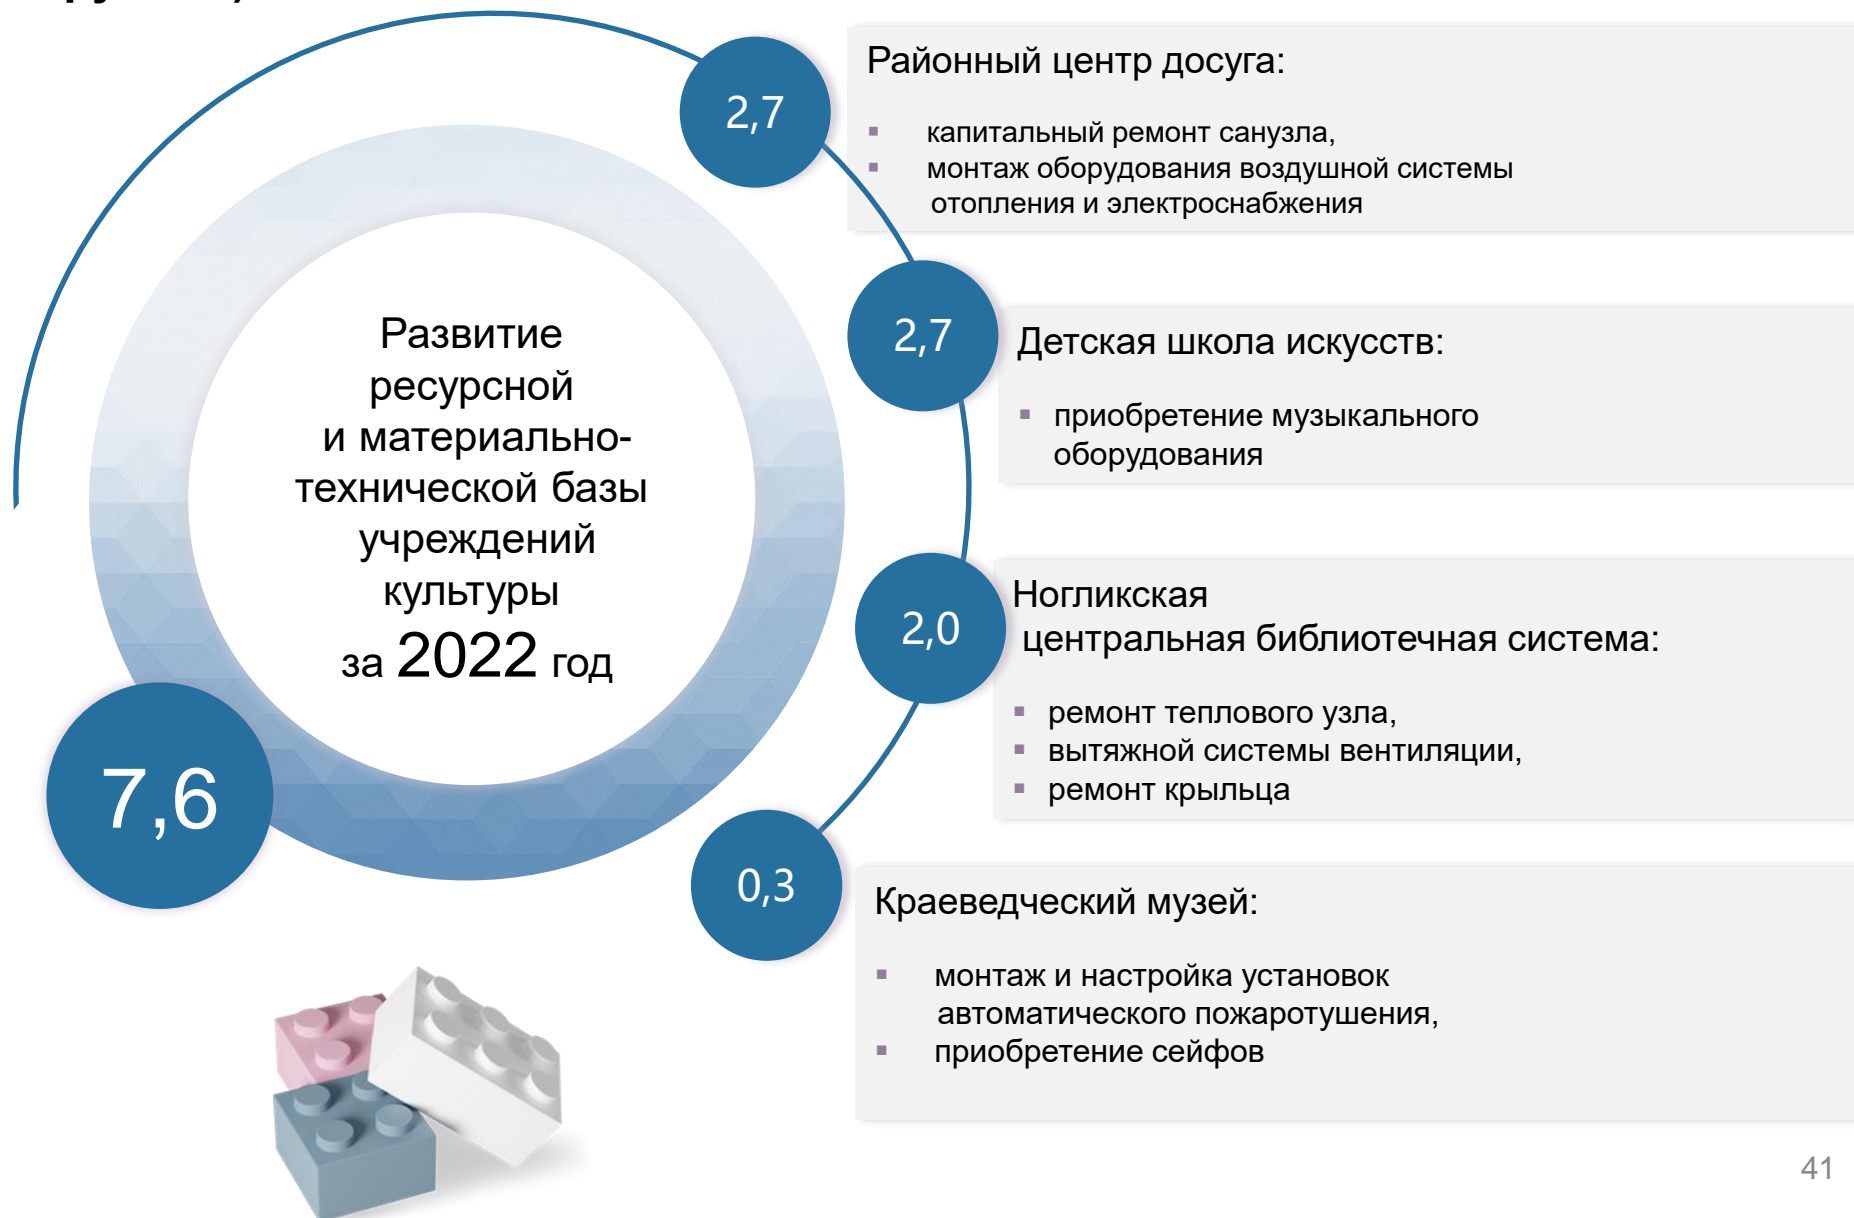 2,7
Районный центр досуга:
капитальный ремонт санузла,
монтаж оборудования воздушной системы
отопления и электроснабжения
2,7
Детская школа искусств:
приобретение музыкального
оборудования
Развитие
ресурсной
и материально-
технической базы
учреждений
культуры
за 2022 год
7,6
2,0
Ногликская
центральная библиотечная система:
ремонт теплового узла,
вытяжной системы вентиляции,
ремонт крыльца
0,3
Краеведческий музей:
монтаж и настройка установок
автоматического пожаротушения,
приобретение сейфов
41